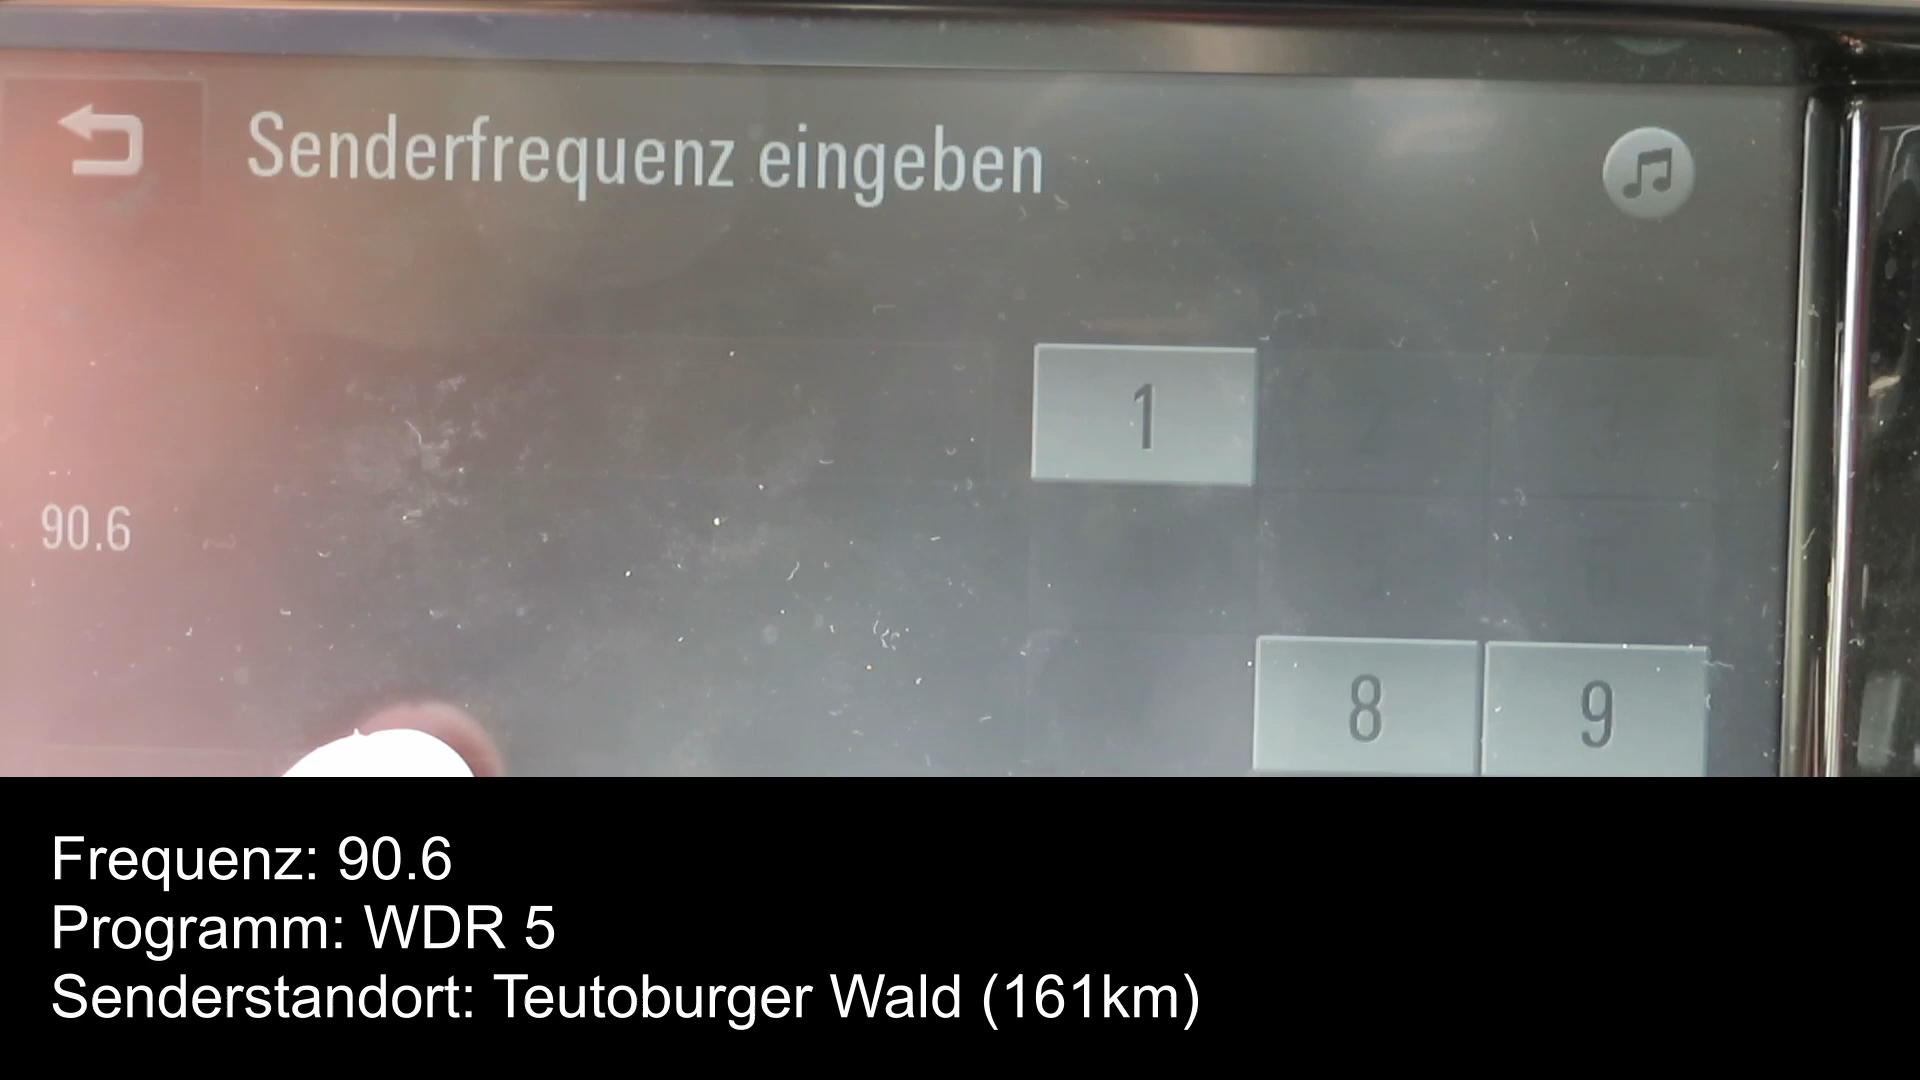 Senderfrequenz eingeben
1
90.6
8 9
Frequenz: 90.6
Programm: WDR 5
Senderstandort: Teutoburger Wald (161km)